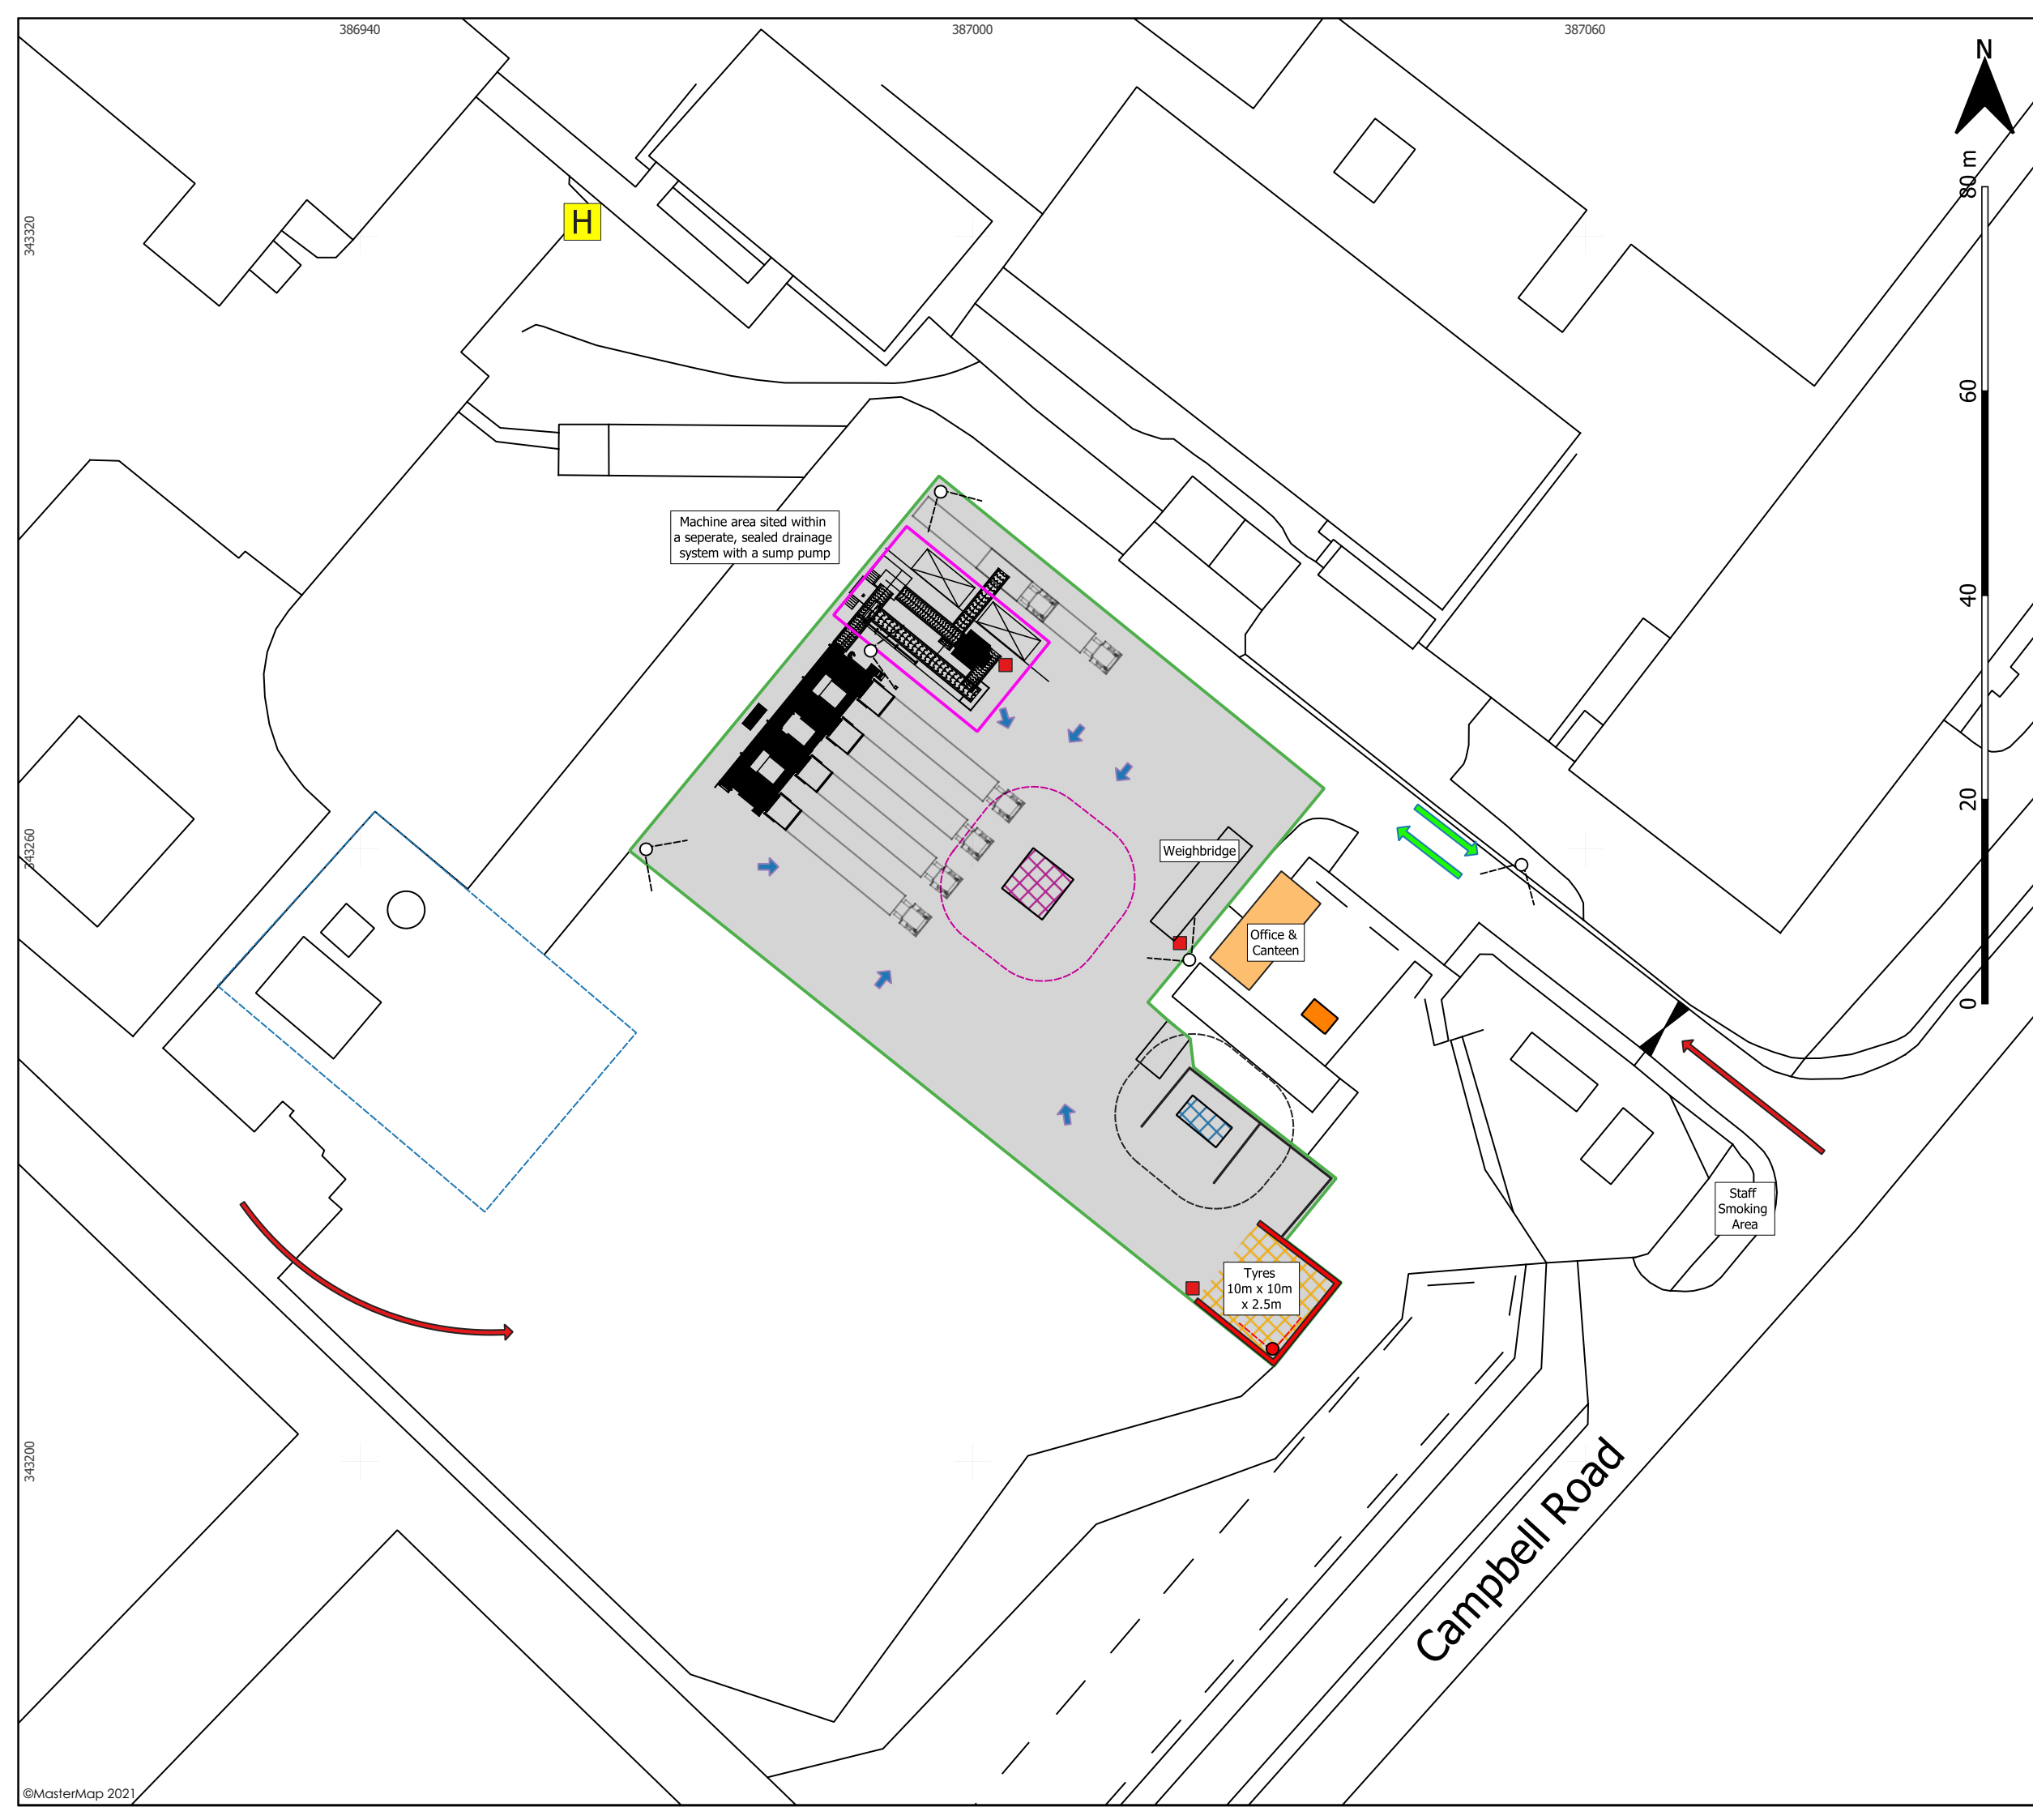 386940
387000
387060
N
80 m
60
40
20
0
343320
343260
343200
H
Machine area sited within
a seperate, sealed drainage
system with a sump pump
Weighbridge
Office &
Canteen
Staff
Smoking
Area
Tyres
10m x 10m
x 2.5m
Campbell Road
©MasterMap 2021